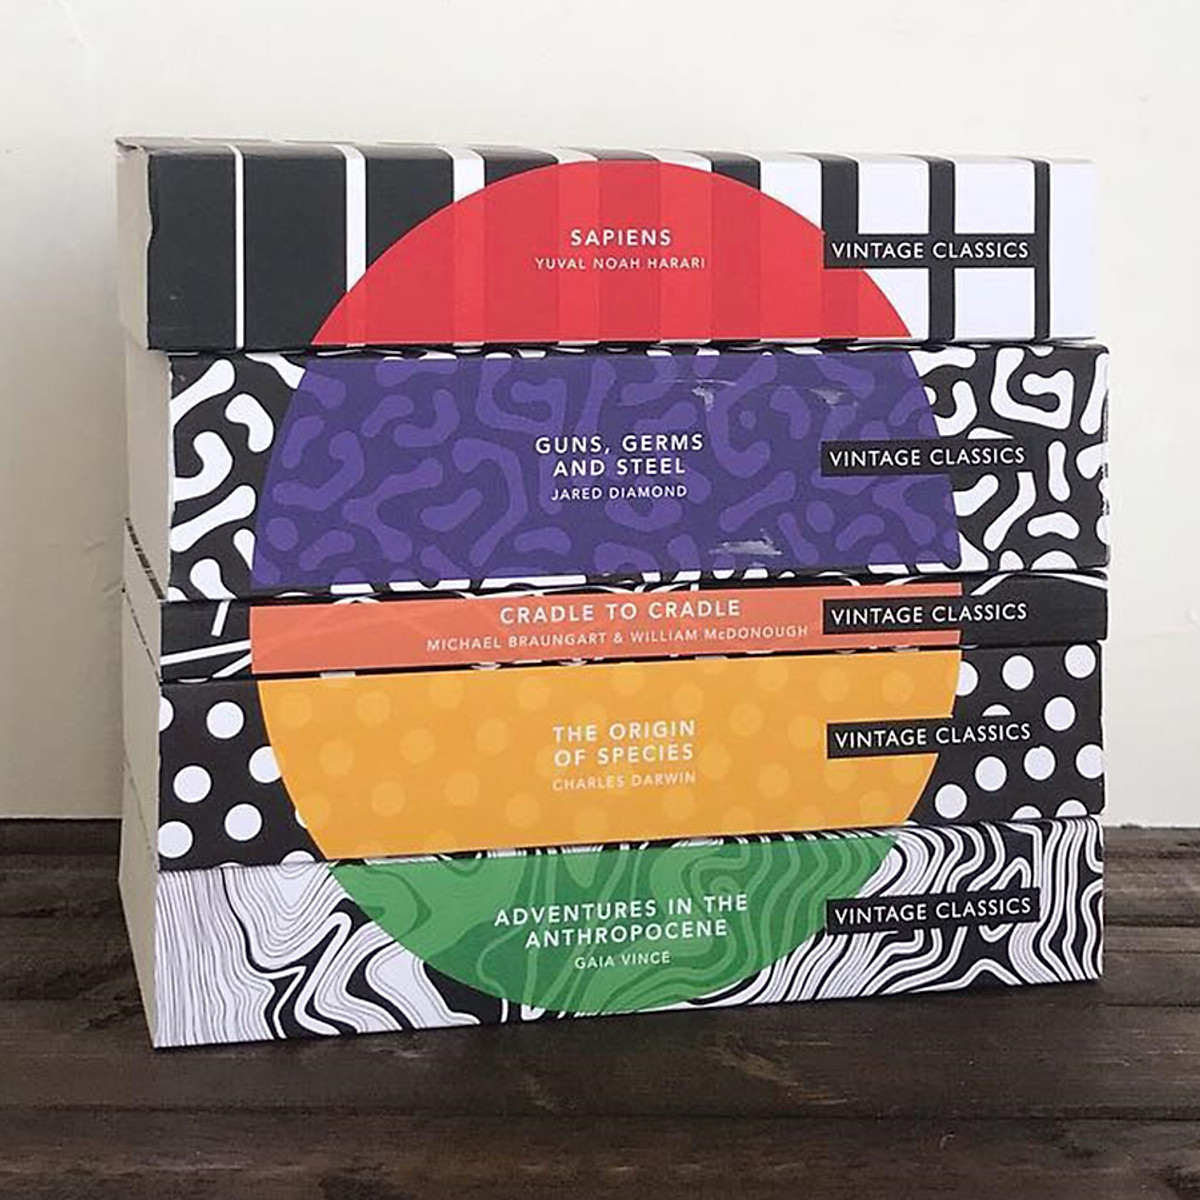 SAPIENS
YUVAL NOAH HARARI
VINTAGE CLASSICS
GUNS, GERMS
AND STEEL
JARED DIAMOND
VINTAGE CLASSICS
CRADLE TO CRADLE
MICHAEL BRAUNGART & WILLIAM McDONOUGH
VINTAGE CLASSICS
THE ORIGIN
OF SPECIES
CHARLES DARWIN
VINTAGE CLASSICS
ADVENTURES IN THE
ANTHROPOCENE
GAIA VINCE
VINTAGE CLASSICS